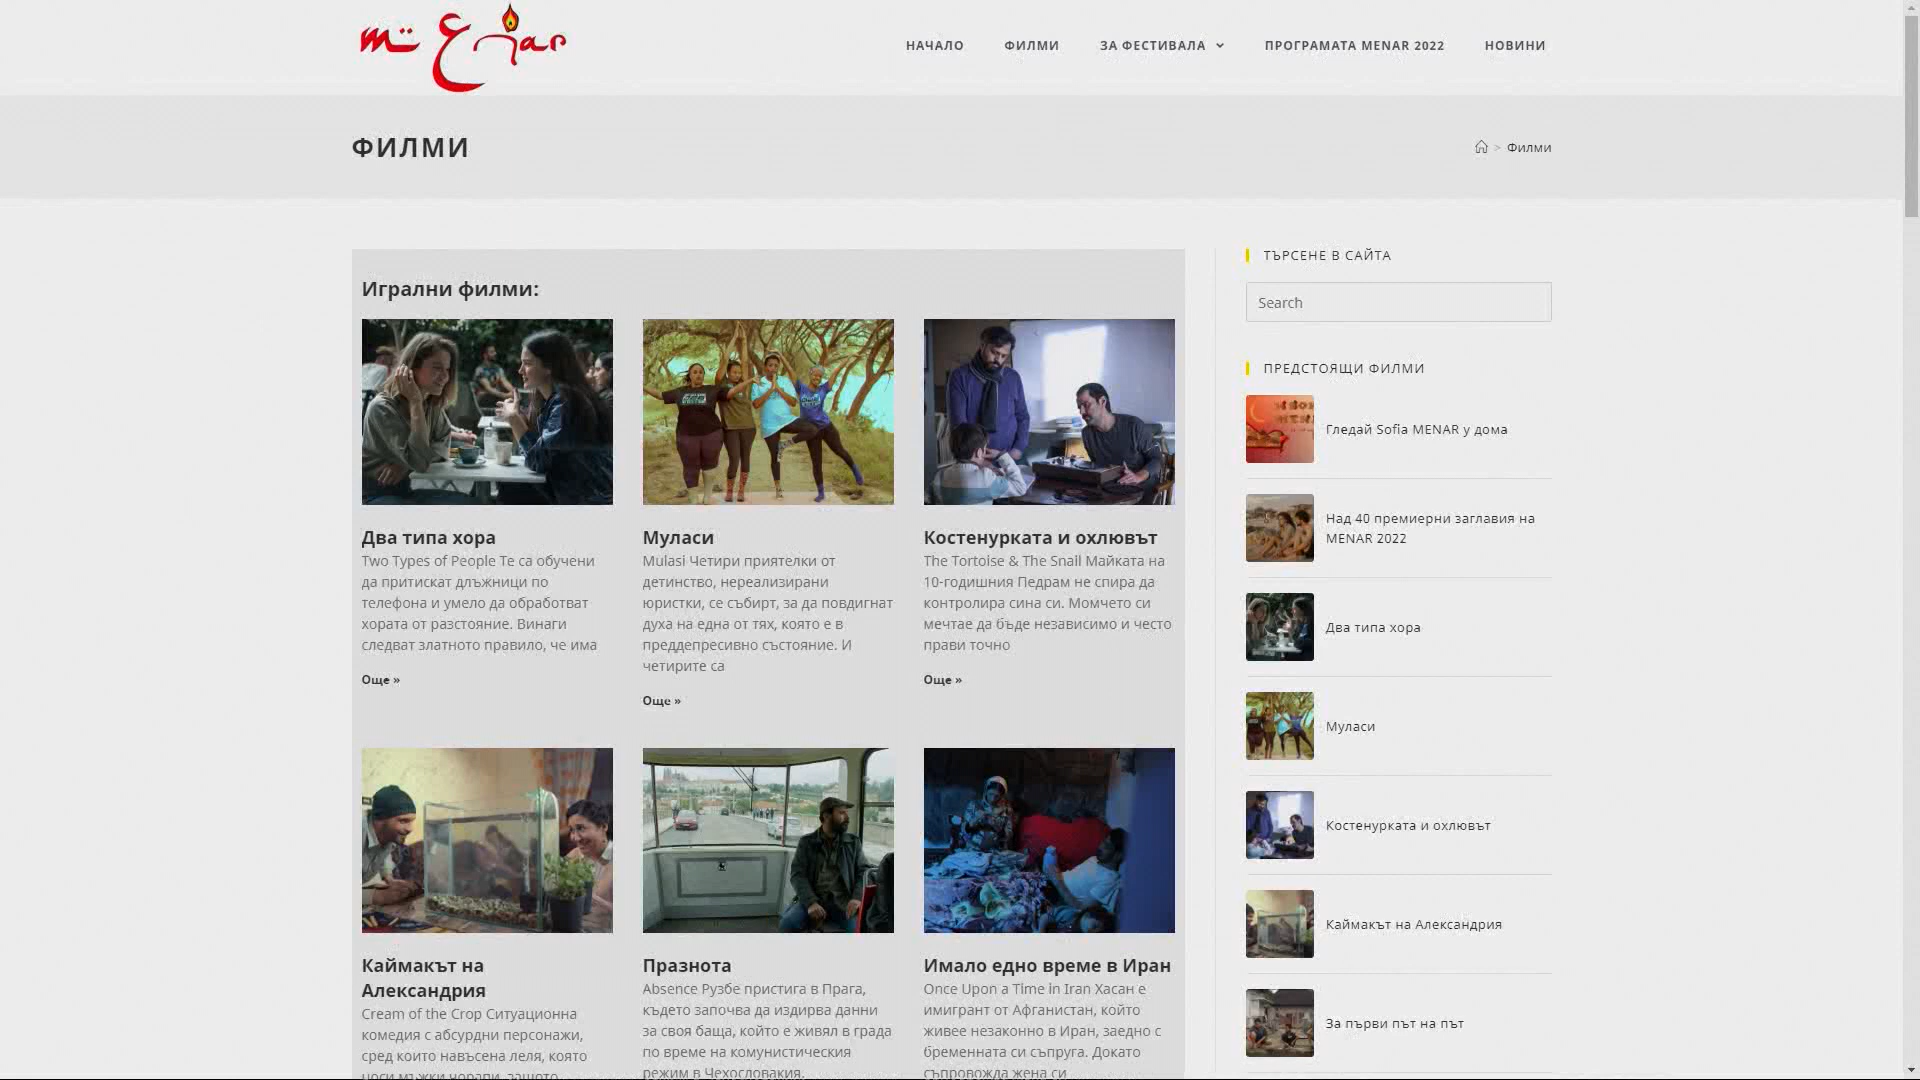 menar
НАЧАЛО
ФИЛМИ
ЗА ФЕСТИВАЛА
ПРОГРАМАТА MENAR 2022
НОВИНИ
ФИЛМИ
> Филми
Игрални филми:
Два типа хора
Two Types of People Те са обучени
да притискат длъжници по
телефона и умело да обработват
хората от разстояние. Винаги
следват златното правило, че има
Още »
Муласи
Mulasi Четири приятелки от
детинство, нереализирани
юристки, се събирт, за да повдигнат
духа на една от тях, която е в
преддепресивно състояние. И
четирите са
Още »
Костенурката и охлювът
The Tortoise & The Snail Майката на
10-годишния Педрам не спира да
контролира сина си. Момчето си
мечтае да бъде независимо и често
прави точно
Още »
Каймакът на
Александрия
Cream of the Crop Ситуационна
комедия с абсурдни персонажи,
сред които навъсена леля, която
носи мъжки чорапи, защото
Празнота
Absence Рузбе пристига в Прага,
където започва да издирва данни
за своя баща, който е живял в града
по време на комунистическия
режим в Чехословакия.
Имало едно време в Иран
Once Upon a Time in Iran Хасан е
имигрант от Афганистан, който
живее незаконно в Иран, заедно с
бременната си съпруга. Докато
съпровожда жена си
ТЪРСЕНЕ В САЙТА
Search
ПРЕДСТОЯЩИ ФИЛМИ
Гледай Sofia MENAR у дома
Над 40 премиерни заглавия на
MENAR 2022
Два типа хора
Муласи
Костенурката и охлювът
Каймакът на Александрия
За първи път на път